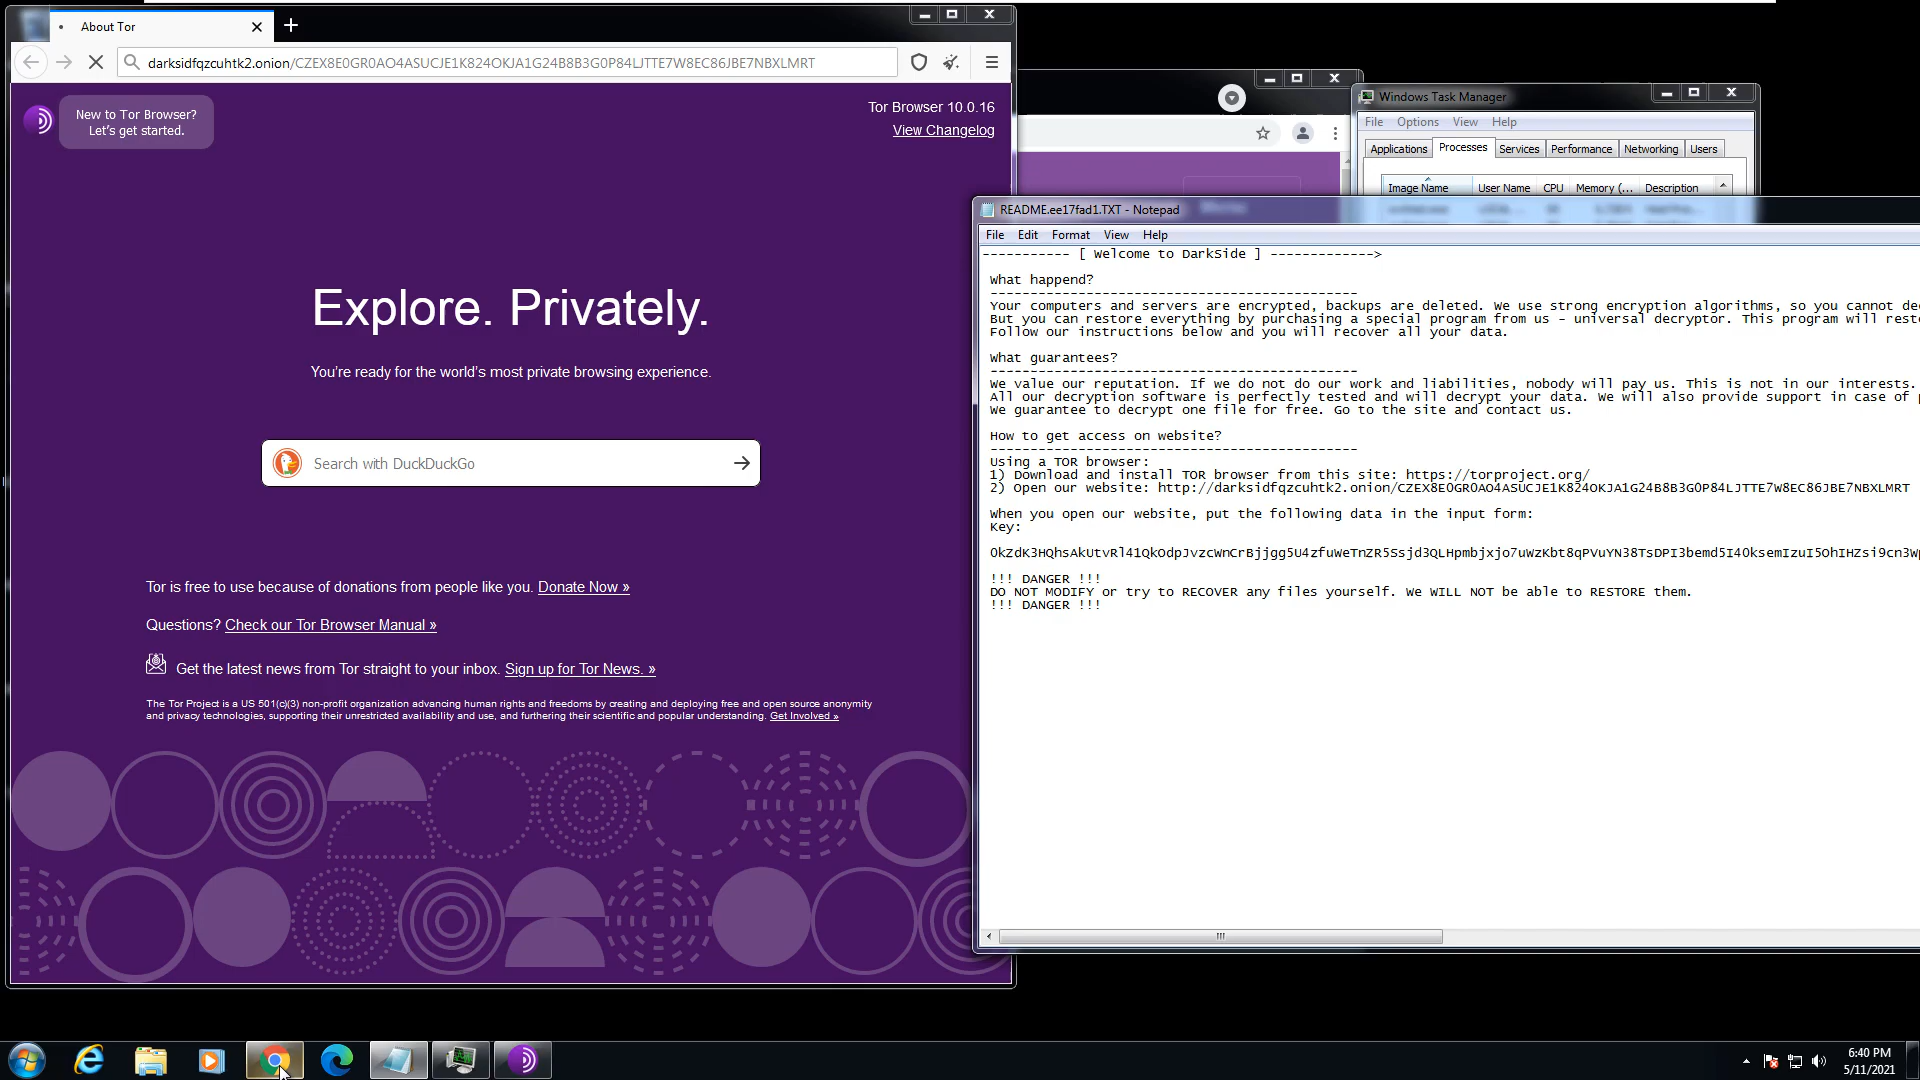 About Tor
darksidfqzcuhtk2.onion/CZEX8E0GR0AO4ASUCJE1K824OKJA1G24B8B3G0P84LJTTE7W8EC86JBE7NBXLMRT
New to Tor Browser?
Let's get started.
Tor Browser 10.0.16
View Changelog
Explore. Privately.
You're ready for the world's most private browsing experience.
Search with DuckDuckGo
Tor is free to use because of donations from people like you. Donate Now »
Questions? Check our Tor Browser Manual »
Get the latest news from Tor straight to your inbox. Sign up for Tor News. »
The Tor Project is a US 501(c)(3) non-profit organization advancing human rights and freedoms by creating and deploying free and open source anonymity
and privacy technologies, supporting their unrestricted availability and use, and furthering their scientific and popular understanding. Get Involved »
Windows Task Manager
File Options View Help
Applications Processes Services Performance Networking Users
Image Name User Name CPU Memory (... Description
README.ee17fad1.TXT - Notepad
File Edit Format View Help
----------- [ Welcome to DarkSide ] ------------->
What happend?
----------------------------------------------
Your computers and servers are encrypted, backups are deleted. We use strong encryption algorithms, so you cannot de
But you can restore everything by purchasing a special program from us - universal decryptor. This program will rest
Follow our instructions below and you will recover all your data.
What guarantees?
----------------------------------------------
We value our reputation. If we do not do our work and liabilities, nobody will pay us. This is not in our interests.
All our decryption software is perfectly tested and will decrypt your data. We will also provide support in case of p
We guarantee to decrypt one file for free. Go to the site and contact us.
How to get access on website?
----------------------------------------------
Using a TOR browser:
1) Download and install TOR browser from this site: https://torproject.org/
2) Open our website: http://darksidfqzcuhtk2.onion/CZEX8E0GR0AO4ASUCJE1K824OKJA1G24B8B3G0P84LJTTE7W8EC86JBE7NBXLMRT
When you open our website, put the following data in the input form:
Key:
0kZdK3HQhsAkUtvRl41QkOdpJvzcWnCrBjjgg5U4zfuWeTnZR5Ssjd3QLHpmbjxjo7uWzKbt8qPVuYN38TsDPI3bemd5I4OksemIzuI5OhIHZsi9cn3Wp
!!! DANGER !!!
DO NOT MODIFY or try to RECOVER any files yourself. We WILL NOT be able to RESTORE them.
!!! DANGER !!!
6:40 PM
5/11/2021